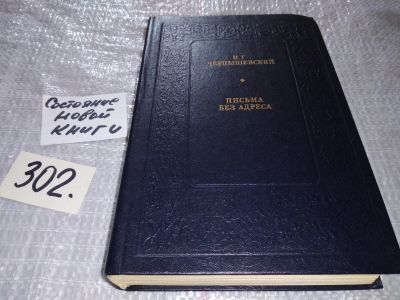 Н. Г.
ЧЕРНЫШЕВСКИЙ
ПИСЬМА
БЕЗ АДРЕСА
Состояние
новой
книги
302.